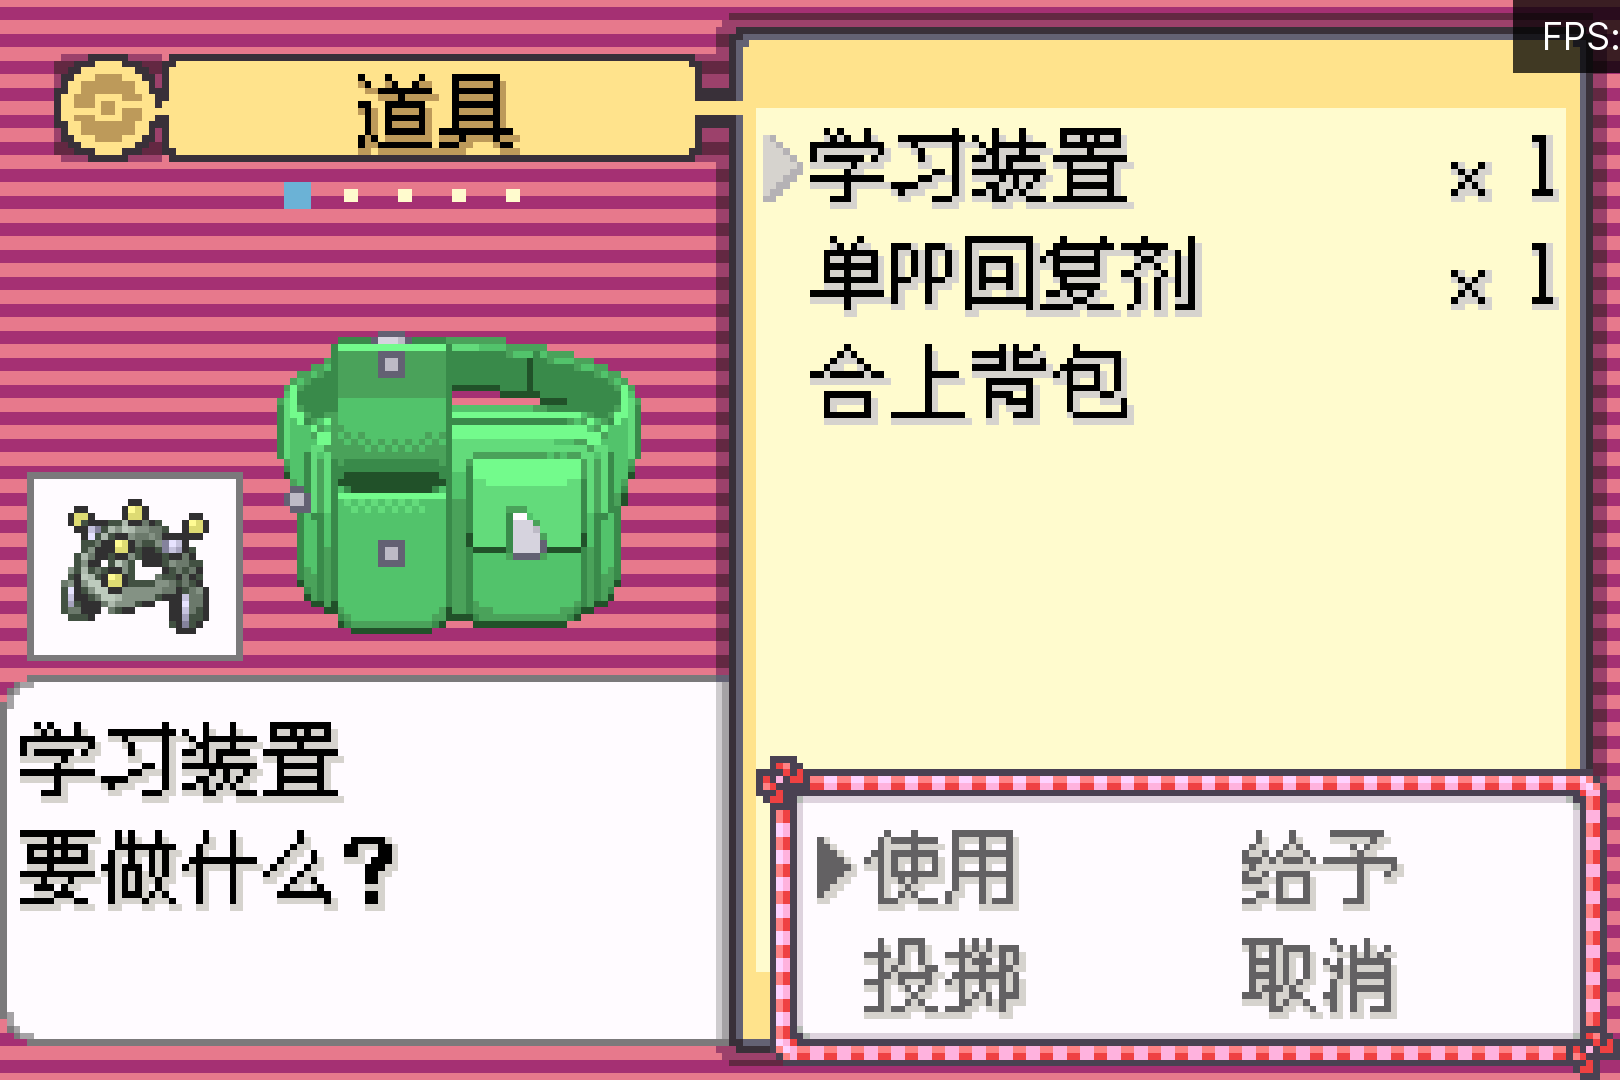 FPS:
道具
学习装置 × 1
单PP回复剂 × 1
合上背包
学习装置
要做什么？
使用 给予
投掷 取消